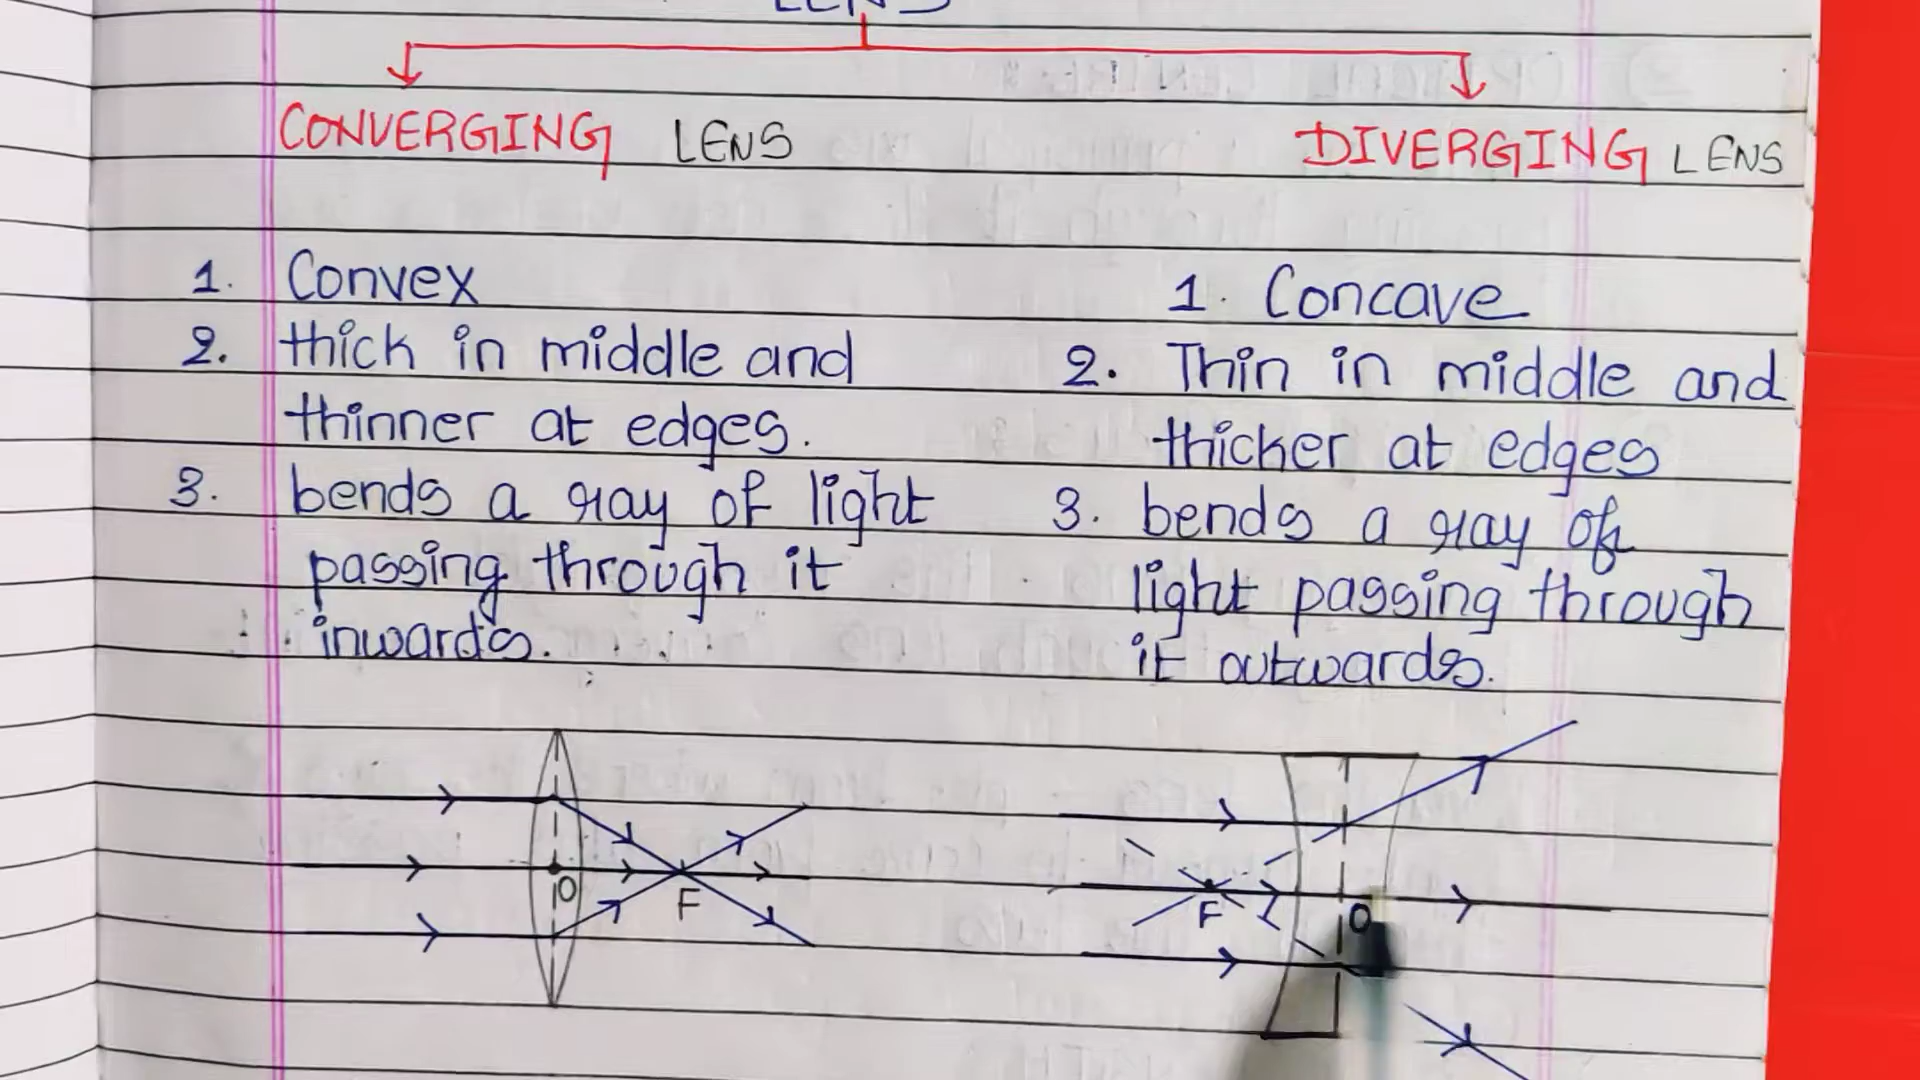 LENS
CONVERGING LENS
DIVERGING LENS
1. Convex
2. thick in middle and
thinner at edges.
3. bends a ray of light
passing through it
inwards.
1. Concave
2. Thin in middle and
thicker at edges
3. bends a ray of
light passing through
it outwards.
O
F
F
O